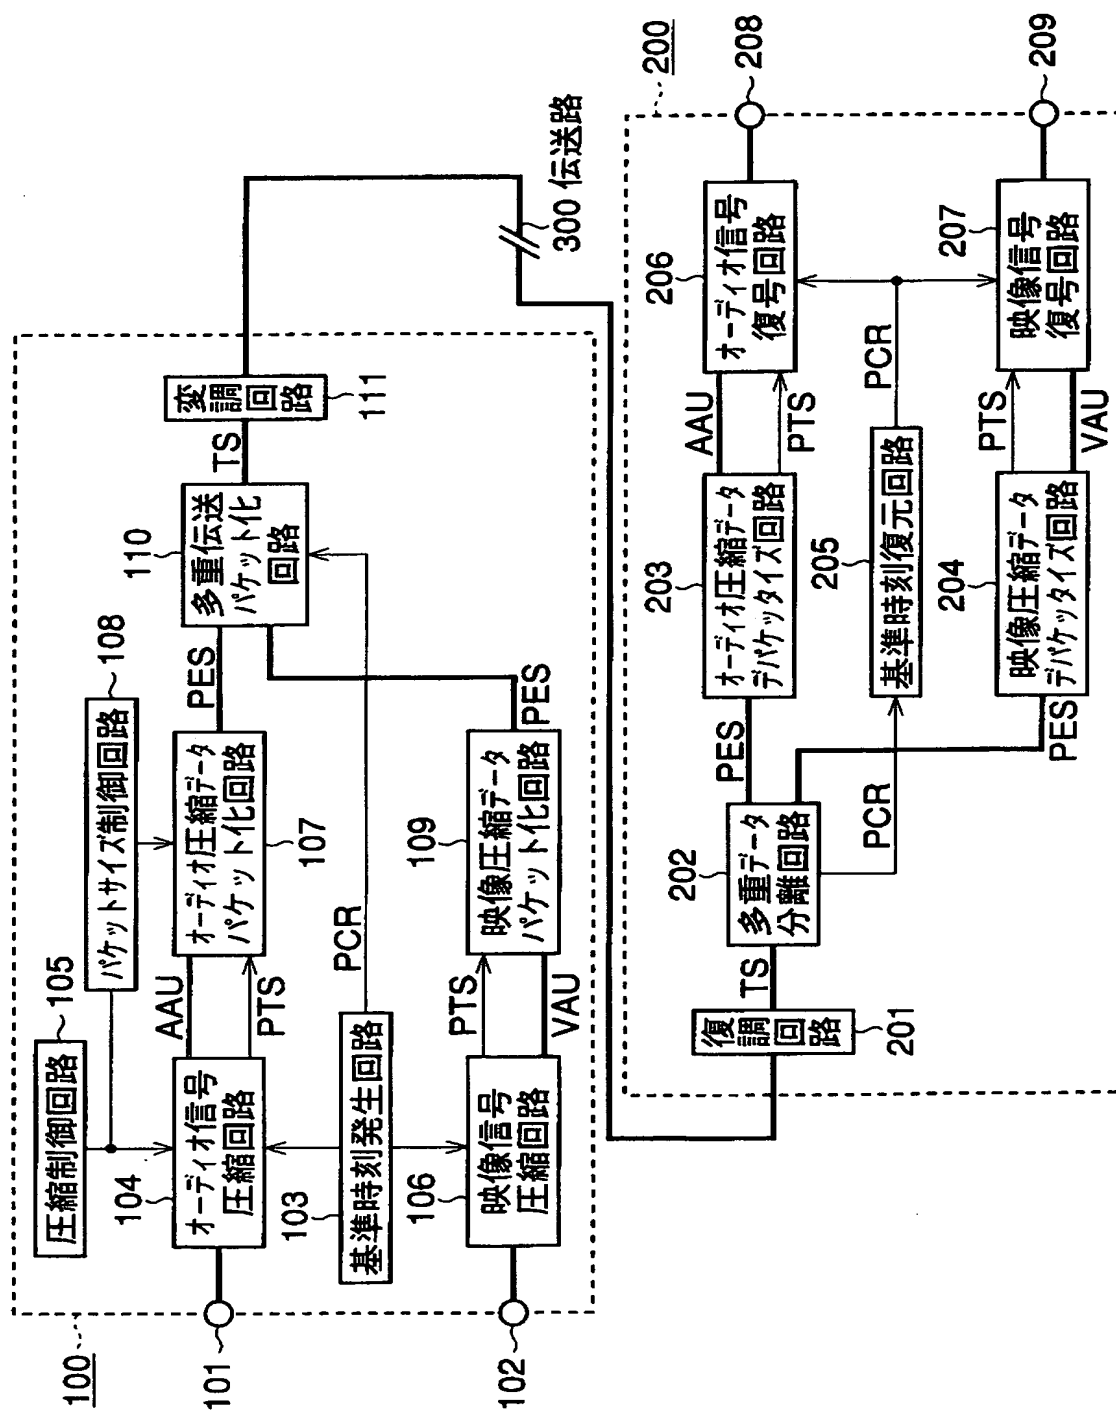 100
101
102
圧縮制御回路
105
パケットサイズ制御回路
108
104
オーディオ信号
圧縮回路
AAU
PTS
オーディオ圧縮データ
パケット化回路
107
PES
110
多重伝送
パケット化
回路
TS
変調回路
111
103
基準時刻発生回路
PCR
106
映像信号
圧縮回路
PTS
VAU
109
映像圧縮データ
パケット化回路
PES
300 伝送路
200
復調回路
201
TS
202
多重データ
分離回路
PES
PCR
PES
203
オーディオ圧縮データ
デパケッタイズ回路
AAU
PTS
206
オーディオ信号
復号回路
208
205
基準時刻復元回路
PCR
204
映像圧縮データ
デパケッタイズ回路
PTS
VAU
207
映像信号
復号回路
209